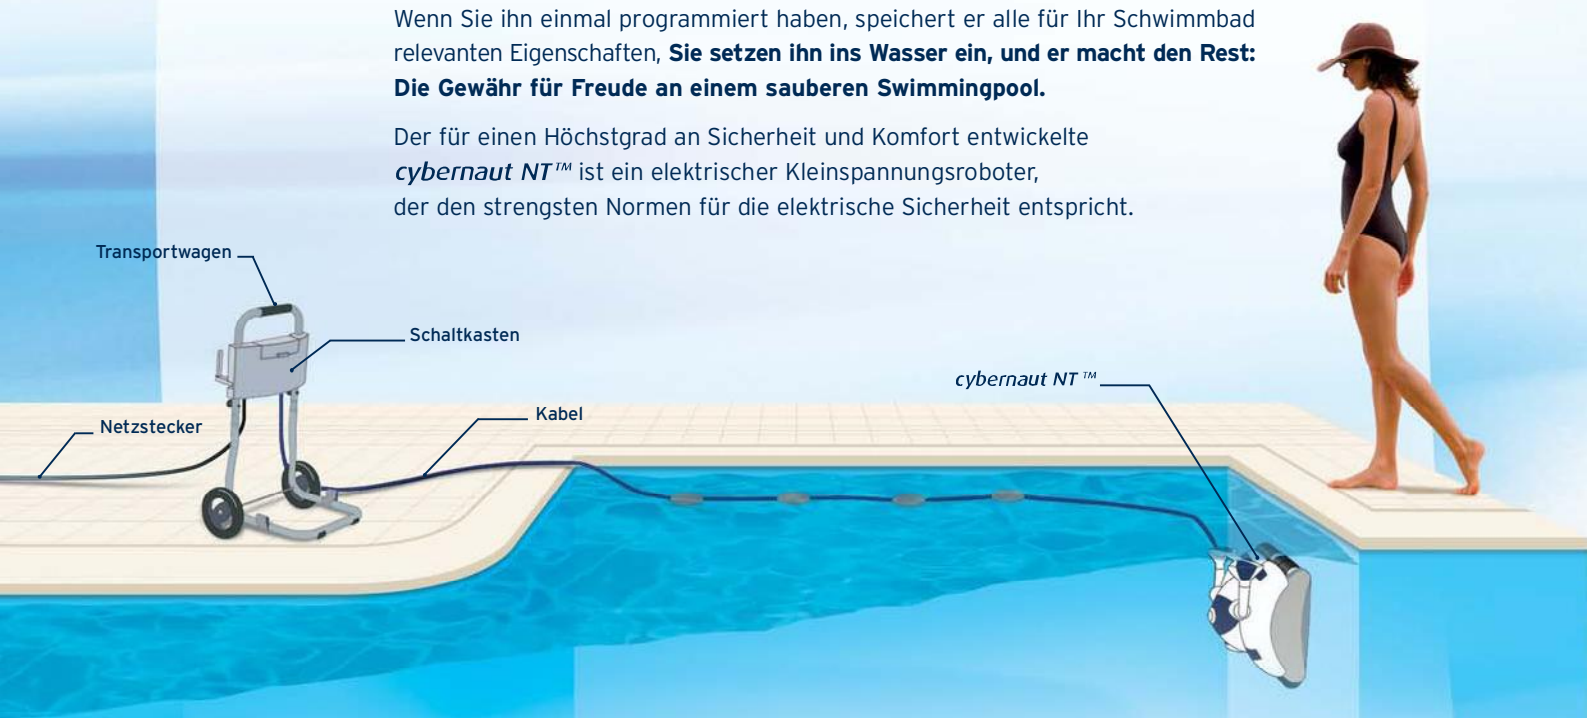 Wenn Sie ihn einmal programmiert haben, speichert er alle für Ihr Schwimmbad
relevanten Eigenschaften, Sie setzen ihn ins Wasser ein, und er macht den Rest:
Die Gewähr für Freude an einem sauberen Swimmingpool.
Der für einen Höchstgrad an Sicherheit und Komfort entwickelte
cybernaut NT™ ist ein elektrischer Kleinspannungsroboter,
der den strengsten Normen für die elektrische Sicherheit entspricht.
Transportwagen
Schaltkasten
cybernaut NT™
Kabel
Netzstecker